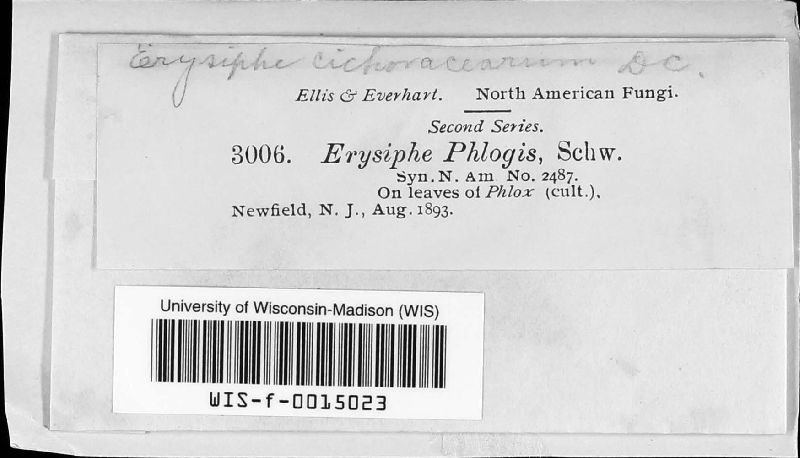 Erysiphe cichoracearum DC.
Ellis & Everhart. North American Fungi.
Second Series.
3006. Erysiphe Phlogis, Schw.
Syn. N. Am No. 2487.
On leaves of Phlox (cult.),
Newfield, N. J., Aug. 1893.
University of Wisconsin-Madison (WIS)
WIS-f-0015023